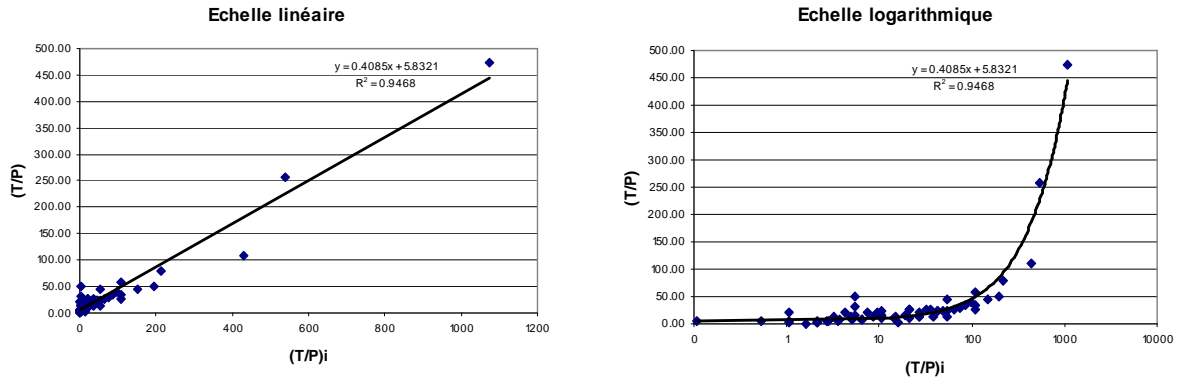 Echelle linéaire
500.00
450.00
400.00
350.00
300.00
250.00
200.00
150.00
100.00
50.00
0.00
(T/P)
y = 0.4085x + 5.8321
R² = 0.9468
0 200 400 600 800 1000 1200
(T/P)i
Echelle logarithmique
500.00
450.00
400.00
350.00
300.00
250.00
200.00
150.00
100.00
50.00
0.00
(T/P)
y = 0.4085x + 5.8321
R² = 0.9468
0 1 10 100 1000 10000
(T/P)i